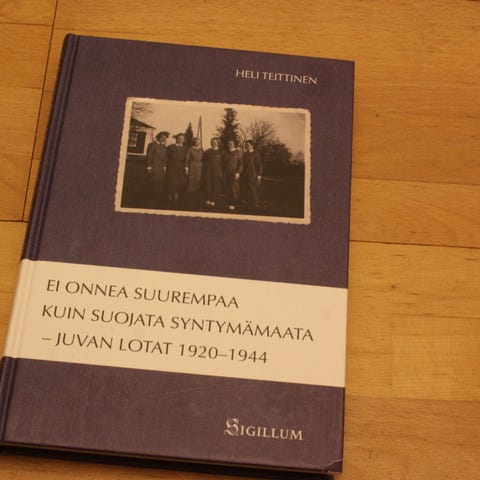 HELI TEITTINEN
EI ONNEA SUUREMPAA
KUIN SUOJATA SYNTYMÄMAATA
– JUVAN LOTAT 1920–1944
SIGILLUM